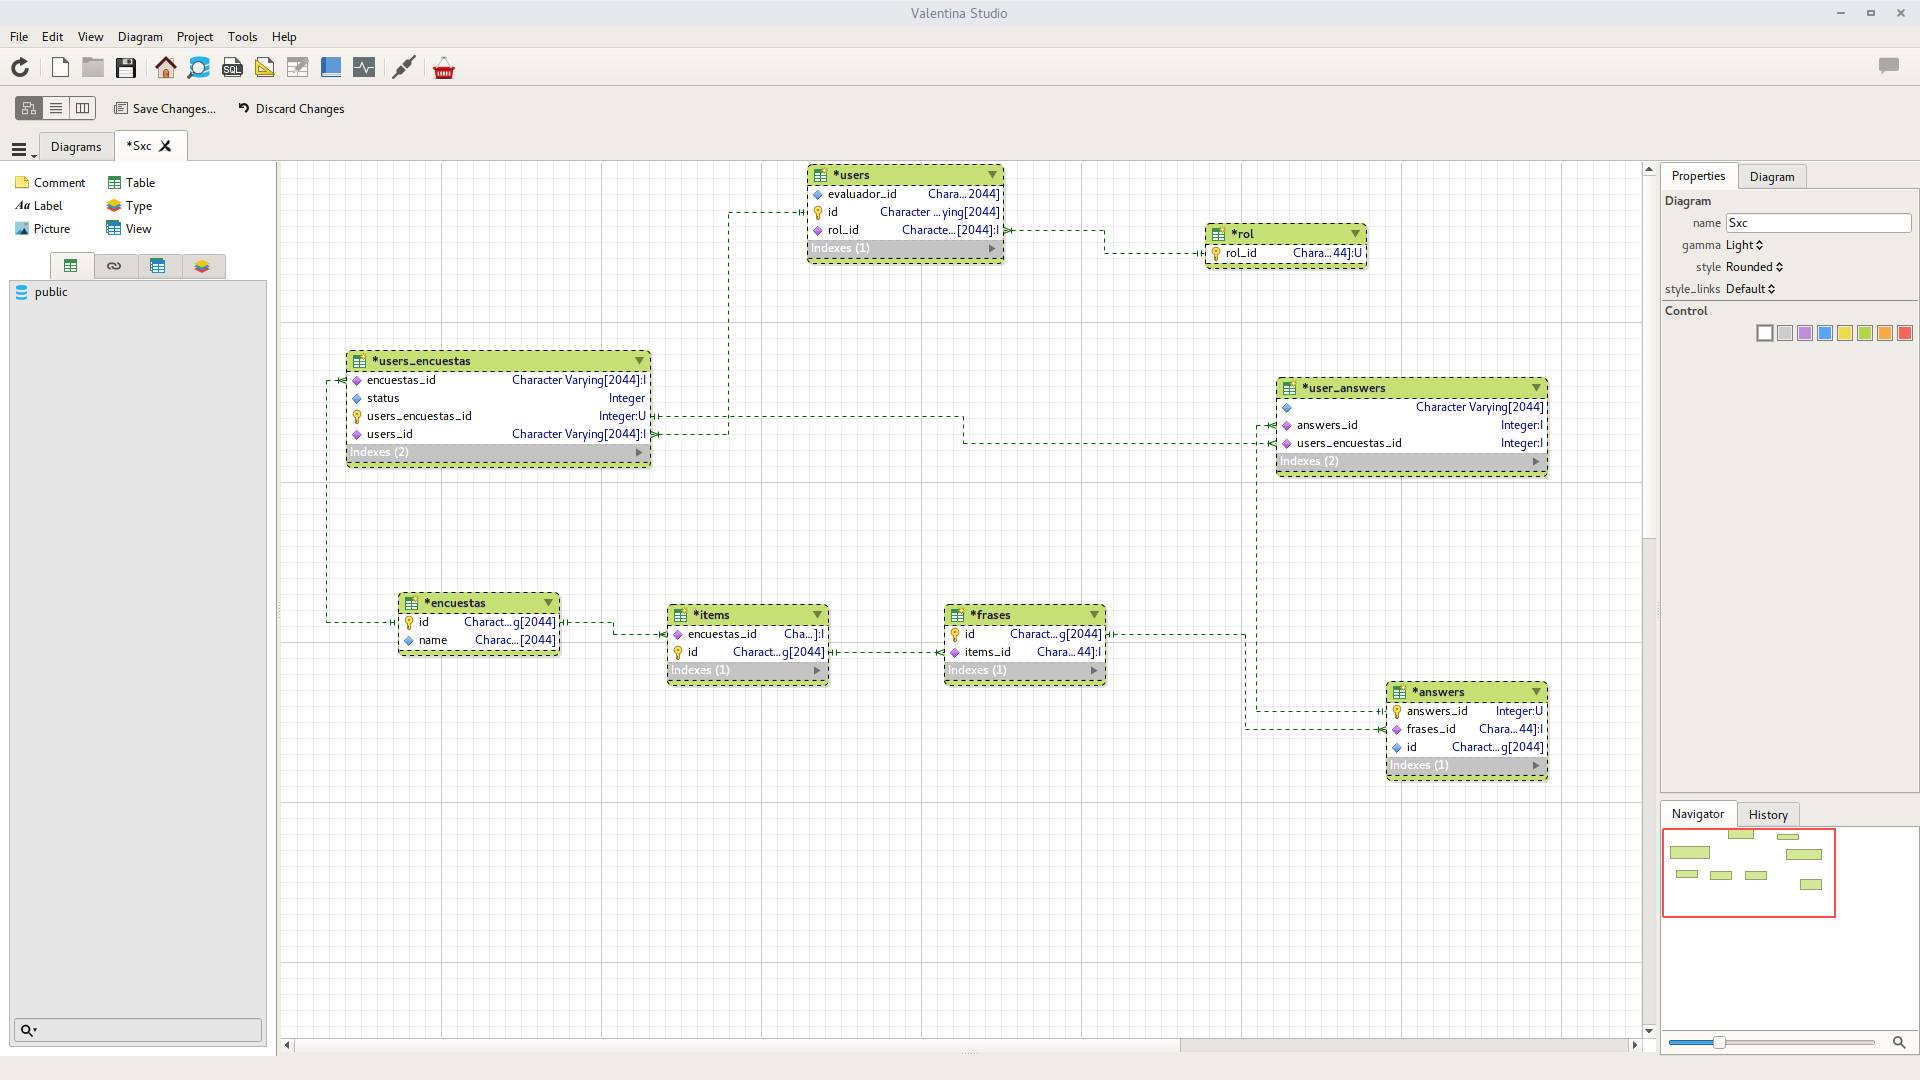 Valentina Studio
File Edit View Diagram Project Tools Help
SQL
Save Changes... Discard Changes
Diagrams *Sxc
Comment Table
Aa Label Type
Picture View
public
*users
evaluador_id Chara...2044]
id Character ...ying[2044]
rol_id Characte...[2044]:I
Indexes (1)
*rol
rol_id Chara...44]:U
*users_encuestas
encuestas_id Character Varying[2044]:I
status Integer
users_encuestas_id Integer:U
users_id Character Varying[2044]:I
Indexes (2)
*user_answers
Character Varying[2044]
answers_id Integer:I
users_encuestas_id Integer:I
Indexes (2)
*encuestas
id Charact...g[2044]
name Charac...[2044]
*items
encuestas_id Cha...]:I
id Charact...g[2044]
Indexes (1)
*frases
id Charact...g[2044]
items_id Chara...44]:I
Indexes (1)
*answers
answers_id Integer:U
frases_id Chara...44]:I
id Charact...g[2044]
Indexes (1)
Properties Diagram
Diagram
name Sxc
gamma Light
style Rounded
style_links Default
Control
Navigator History